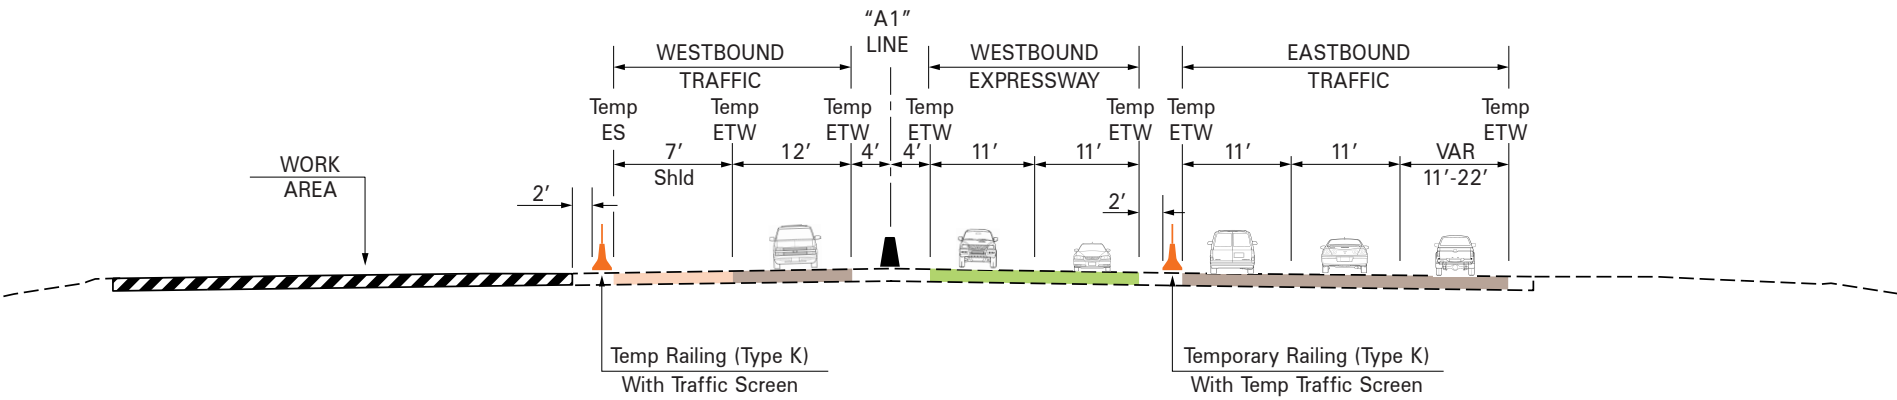 “A1”
LINE
WESTBOUND
TRAFFIC
WESTBOUND
EXPRESSWAY
EASTBOUND
TRAFFIC
Temp
ES
Temp
ETW
Temp
ETW
Temp
ETW
Temp
ETW
Temp
ETW
Temp
ETW
7’
Shld
12’
4’
4’
11’
11’
11’
11’
VAR
11’-22’
WORK
AREA
2’
2’
Temp Railing (Type K)
With Traffic Screen
Temporary Railing (Type K)
With Temp Traffic Screen